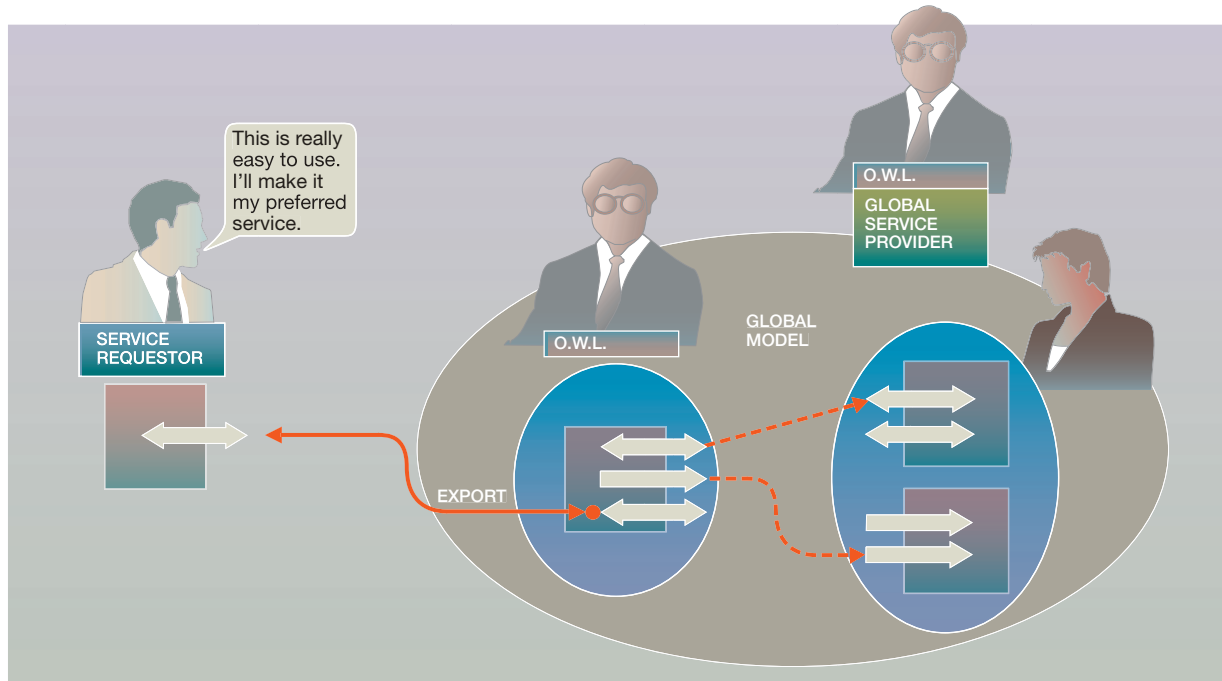 This is really
easy to use.
I'll make it
my preferred
service.
O.W.L.
GLOBAL
SERVICE
PROVIDER
SERVICE
REQUESTOR
O.W.L.
GLOBAL
MODEL
EXPORT